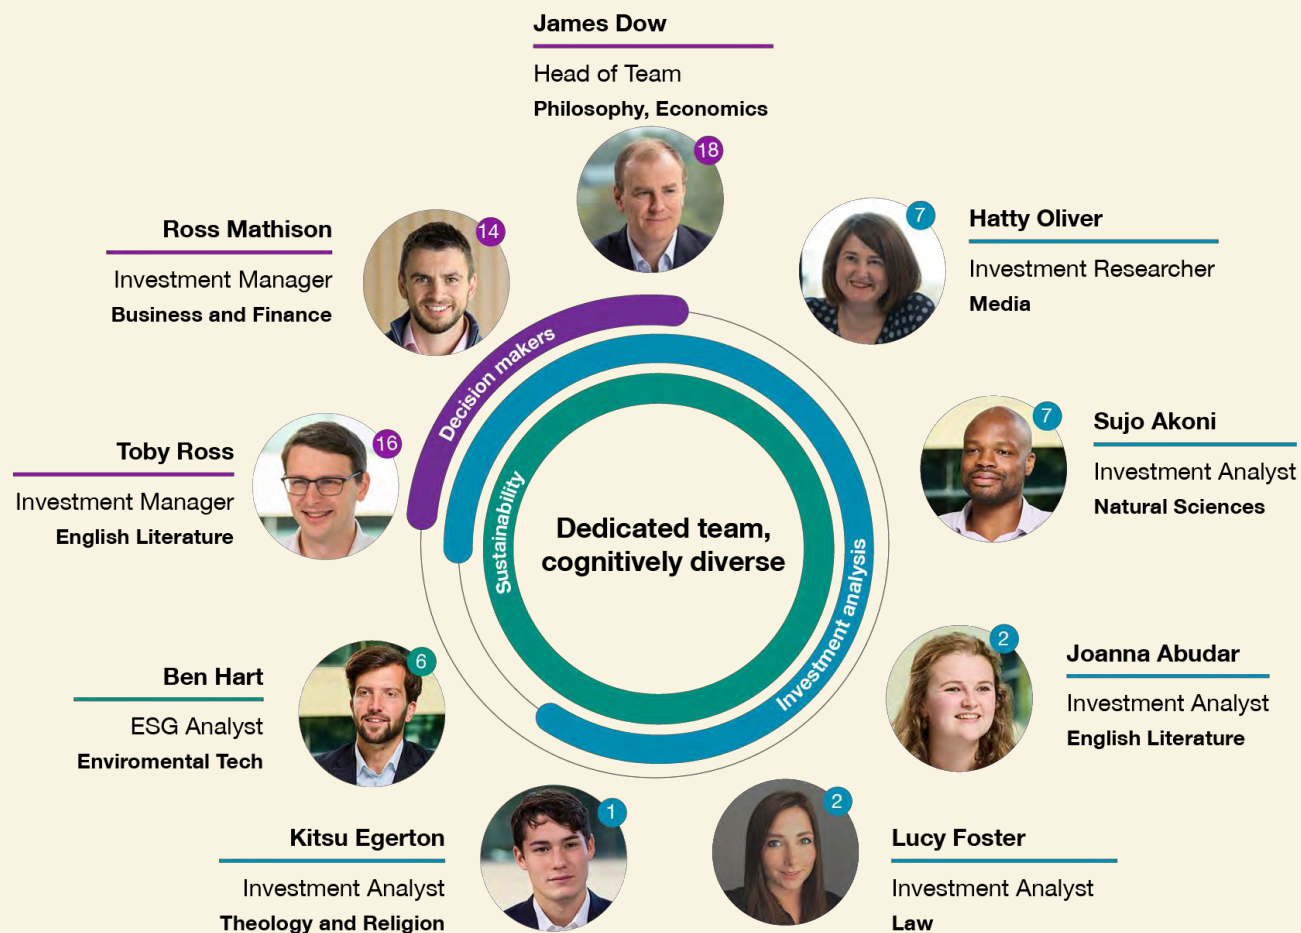 James Dow
Head of Team
Philosophy, Economics
18
Ross Mathison
Investment Manager
Business and Finance
14
7
Hatty Oliver
Investment Researcher
Media
Toby Ross
Investment Manager
English Literature
16
7
Sujo Akoni
Investment Analyst
Natural Sciences
Decision makers
Sustainability
Investment analysis
Dedicated team,
cognitively diverse
Ben Hart
ESG Analyst
Enviromental Tech
6
2
Joanna Abudar
Investment Analyst
English Literature
Kitsu Egerton
Investment Analyst
Theology and Religion
1
2
Lucy Foster
Investment Analyst
Law